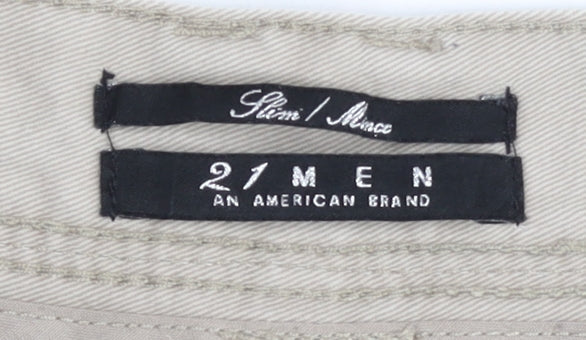 Slim / Mince
21 MEN
AN AMERICAN BRAND